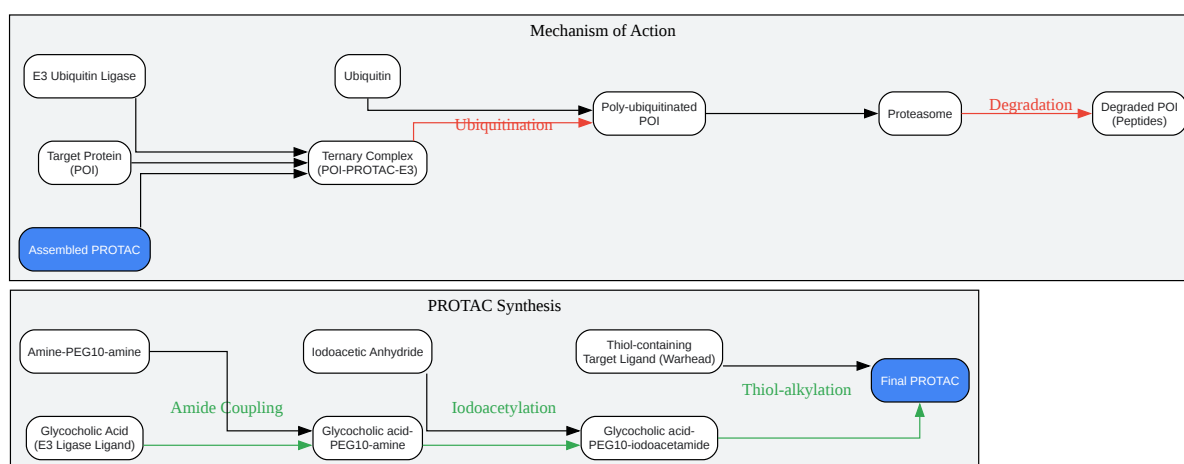 Mechanism of Action
E3 Ubiquitin Ligase
Ubiquitin
Poly-ubiquitinated
POI
Proteasome
Degradation
Degraded POI
(Peptides)
Ubiquitination
Target Protein
(POI)
Ternary Complex
(POI-PROTAC-E3)
Assembled PROTAC
PROTAC Synthesis
Amine-PEG10-amine
Iodoacetic Anhydride
Thiol-containing
Target Ligand (Warhead)
Final PROTAC
Thiol-alkylation
Amide Coupling
Iodoacetylation
Glycocholic Acid
(E3 Ligase Ligand)
Glycocholic acid-
PEG10-amine
Glycocholic acid-
PEG10-iodoacetamide